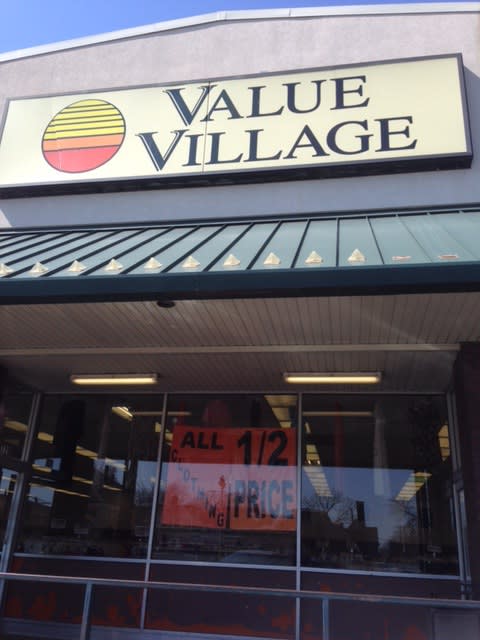 VALUE
VILLAGE
ALL 1/2
CLOTHING PRICE